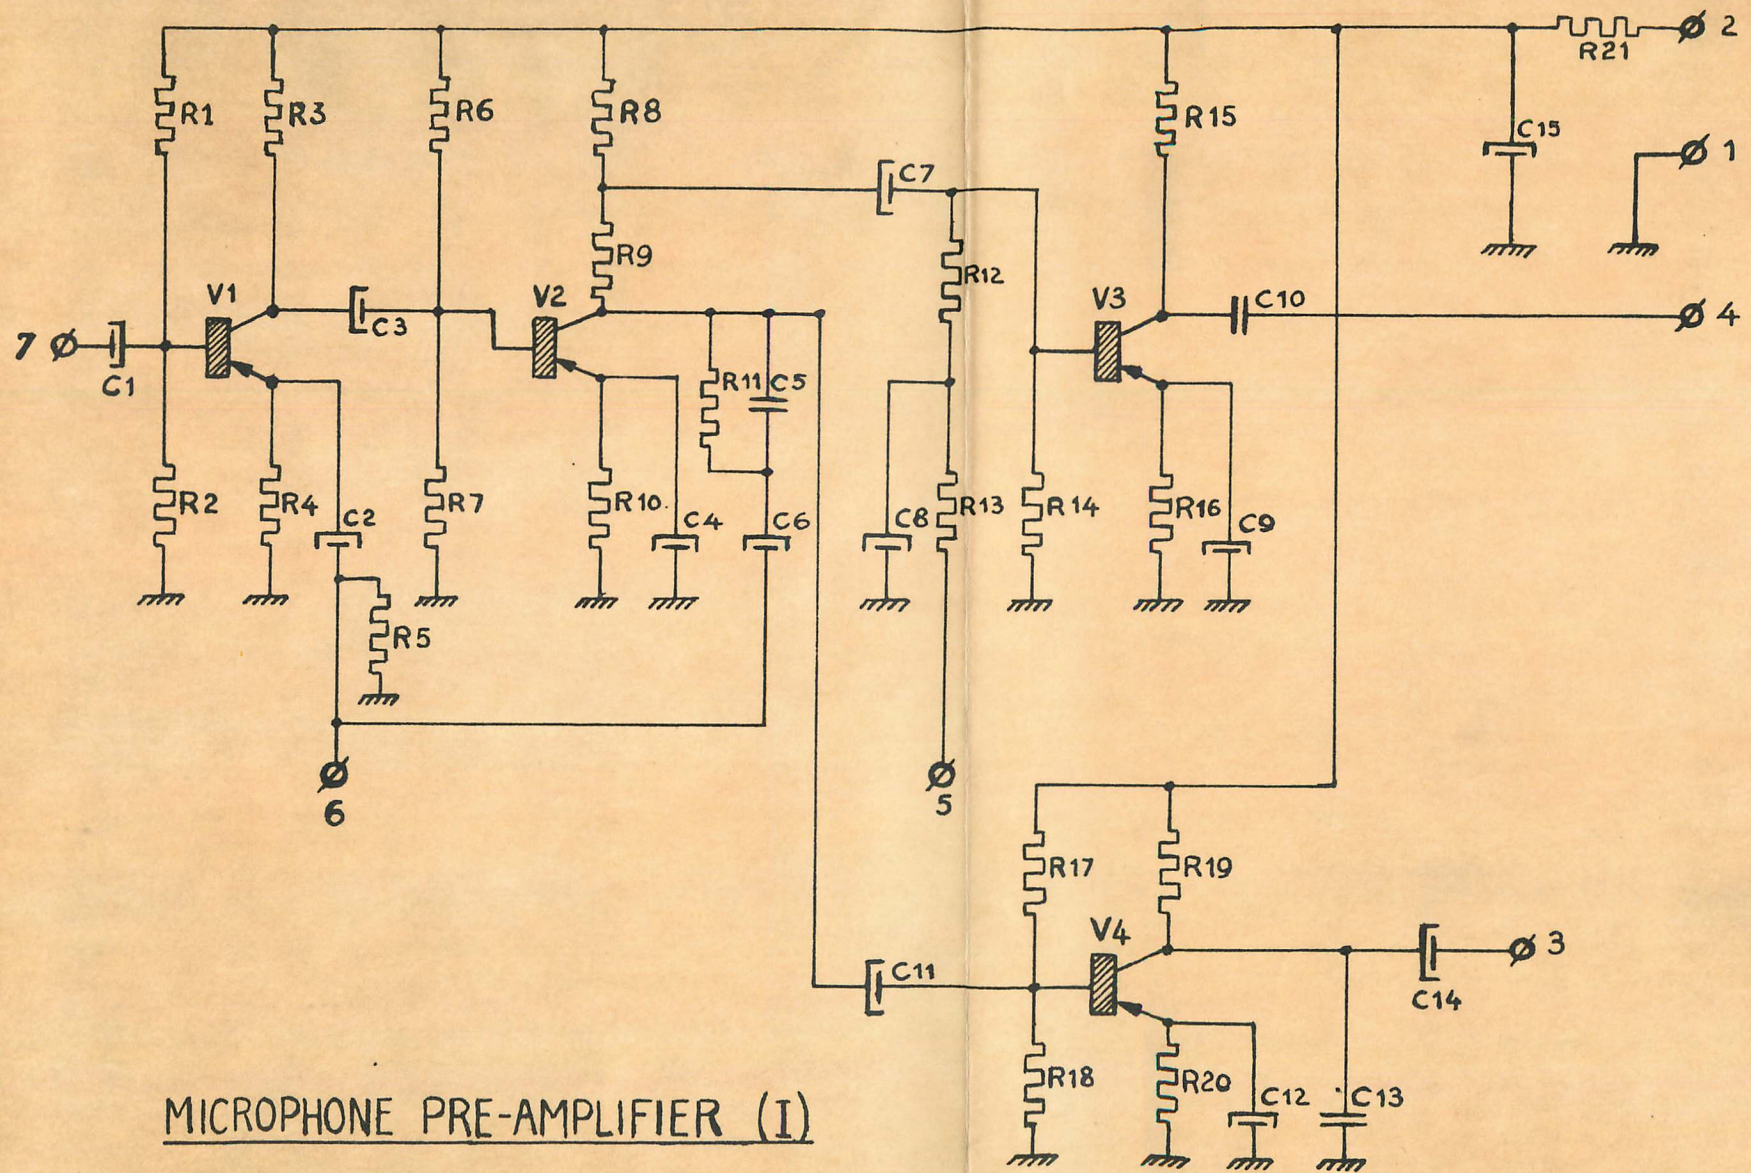 2
R21
R1
R3
R6
R8
R15
C15
1
C7
R9
R12
V1
V2
V3
C10
4
C3
7
C1
R11
C5
R2
R4
C2
R7
R10
C4
C6
C8
R13
R14
R16
C9
R5
6
5
R17
R19
V4
3
C11
C14
R18
R20
C12
C13
MICROPHONE PRE-AMPLIFIER (I)